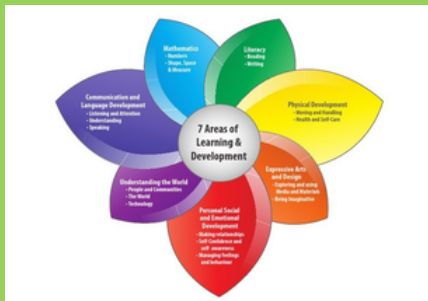 7 Areas of
Learning &
Development
Mathematics
• Numbers
• Shape, Space
& Measure
Literacy
• Reading
• Writing
Physical Development
• Moving and Handling
• Health and Self-Care
Expressive Arts
and Design
• Exploring and using
Media and Materials
• Being Imaginative
Personal Social
and Emotional
Development
• Making relationships
• Self Confidence and
self awareness
• Managing feelings
and behaviour
Understanding the World
• People and Communities
• The World
• Technology
Communication and
Language Development
• Listening and Attention
• Understanding
• Speaking